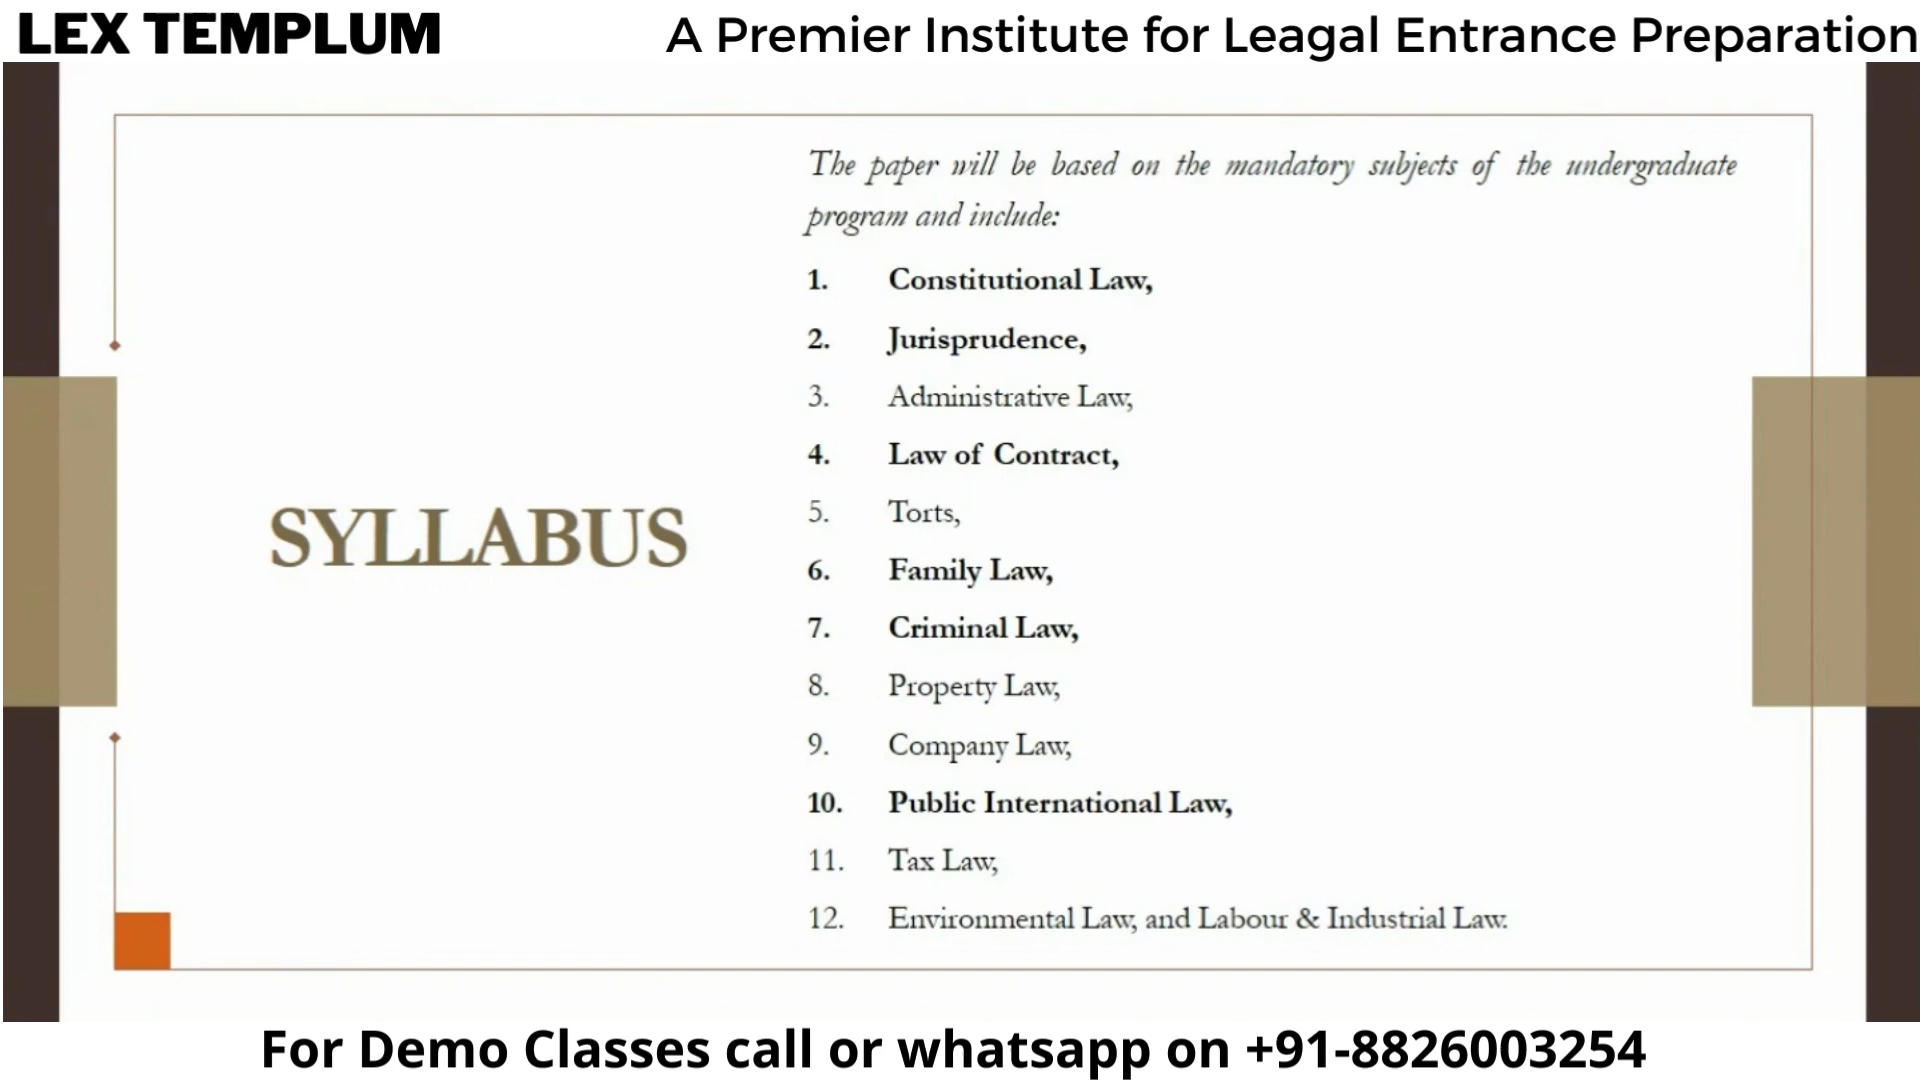 LEX TEMPLUM
A Premier Institute for Leagal Entrance Preparation
SYLLABUS
The paper will be based on the mandatory subjects of the undergraduate
program and include:
1. Constitutional Law,
2. Jurisprudence,
3. Administrative Law,
4. Law of Contract,
5. Torts,
6. Family Law,
7. Criminal Law,
8. Property Law,
9. Company Law,
10. Public International Law,
11. Tax Law,
12. Environmental Law, and Labour & Industrial Law.
For Demo Classes call or whatsapp on +91-8826003254